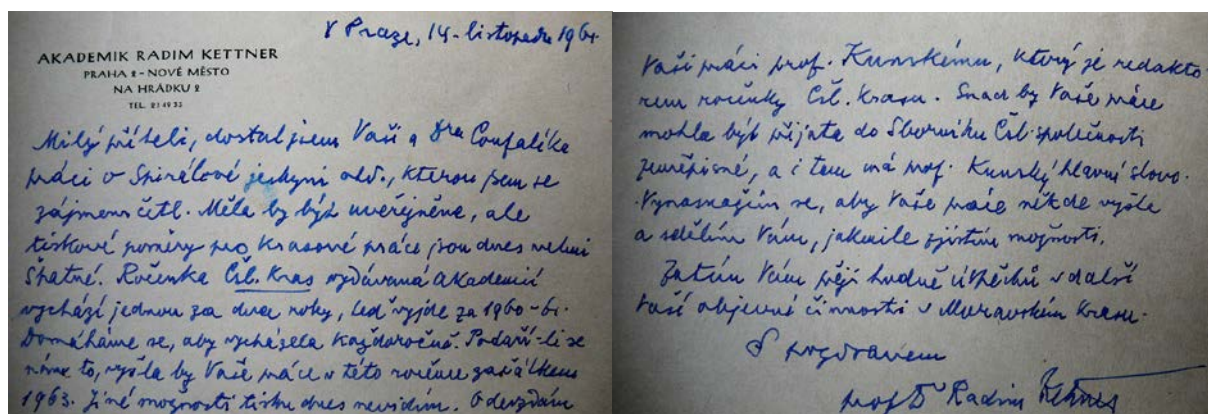 V Praze, 14. listopadu 1961.
AKADEMIK RADIM KETTNER
PRAHA 2 - NOVÉ MĚSTO
NA HRÁDKU 2
TEL. 23 49 33
Milý příteli, dostal jsem Vaši a Dra Coufalíka
práci o Spirálové jeskyni atd., kterou jsem se
zájmem četl. Měla by být uveřejněna, ale
tiskové poměry pro krasové práce jsou dnes velmi
špatné. Ročenka Čsl. Kras vydávaná Akademií
vychází jednou za dva roky, teď vyjde za 1960-61.
Domáháme se, aby vycházela každoročně. Podaří-li se
nám to, vyšla by Vaše práce v této ročence začátkem
1963. Jiné možnosti tisku dnes nevidím. Odevzdám
Vaši práci prof. Kunskému, který je redakto-
rem ročenky Čsl. Krasu. Snad by Vaše práce
mohla být přijata do Sborníku Čsl. společnosti
zeměpisné, a i tam má prof. Kunský hlavní slovo.
Vynasnažím se, aby Vaše práce někde vyšla
a sdělím Vám, jakmile zjistím možnosti.
Zatím Vám přeji hodně úspěchů v další
Vaší objevné činnosti v Moravském Krasu.
S pozdravem
prof. Dr Radim Kettner